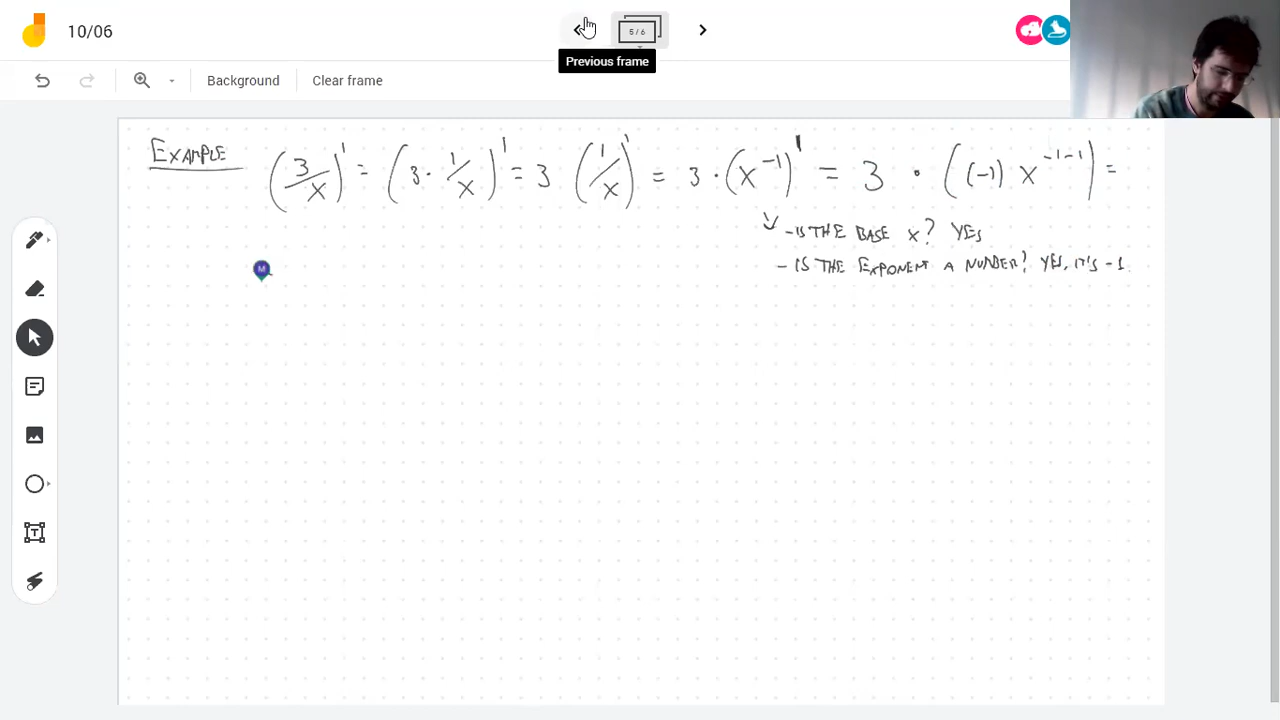 10/06
5/6
Previous frame
Background
Clear frame
EXAMPLE (3/x)' = (3 · 1/x)' = 3 (1/x)' = 3 · (x^-1)' = 3 · ((-1) x^-1-1) =
- IS THE BASE x? YES
- IS THE EXPONENT A NUMBER? YES, IT'S -1.
M
T